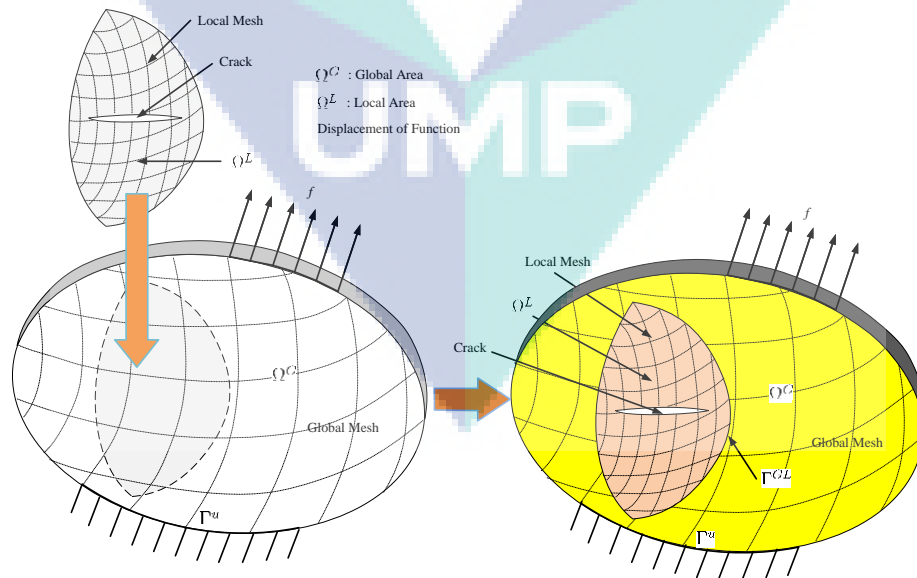 Local Mesh
Crack
Ω^G : Global Area
Ω^L : Local Area
Displacement of Function
UMP
Ω^L
f
Ω^G
Global Mesh
Γ^u
f
Local Mesh
Ω^L
Crack
Ω^G
Global Mesh
Γ^GL
Γ^u